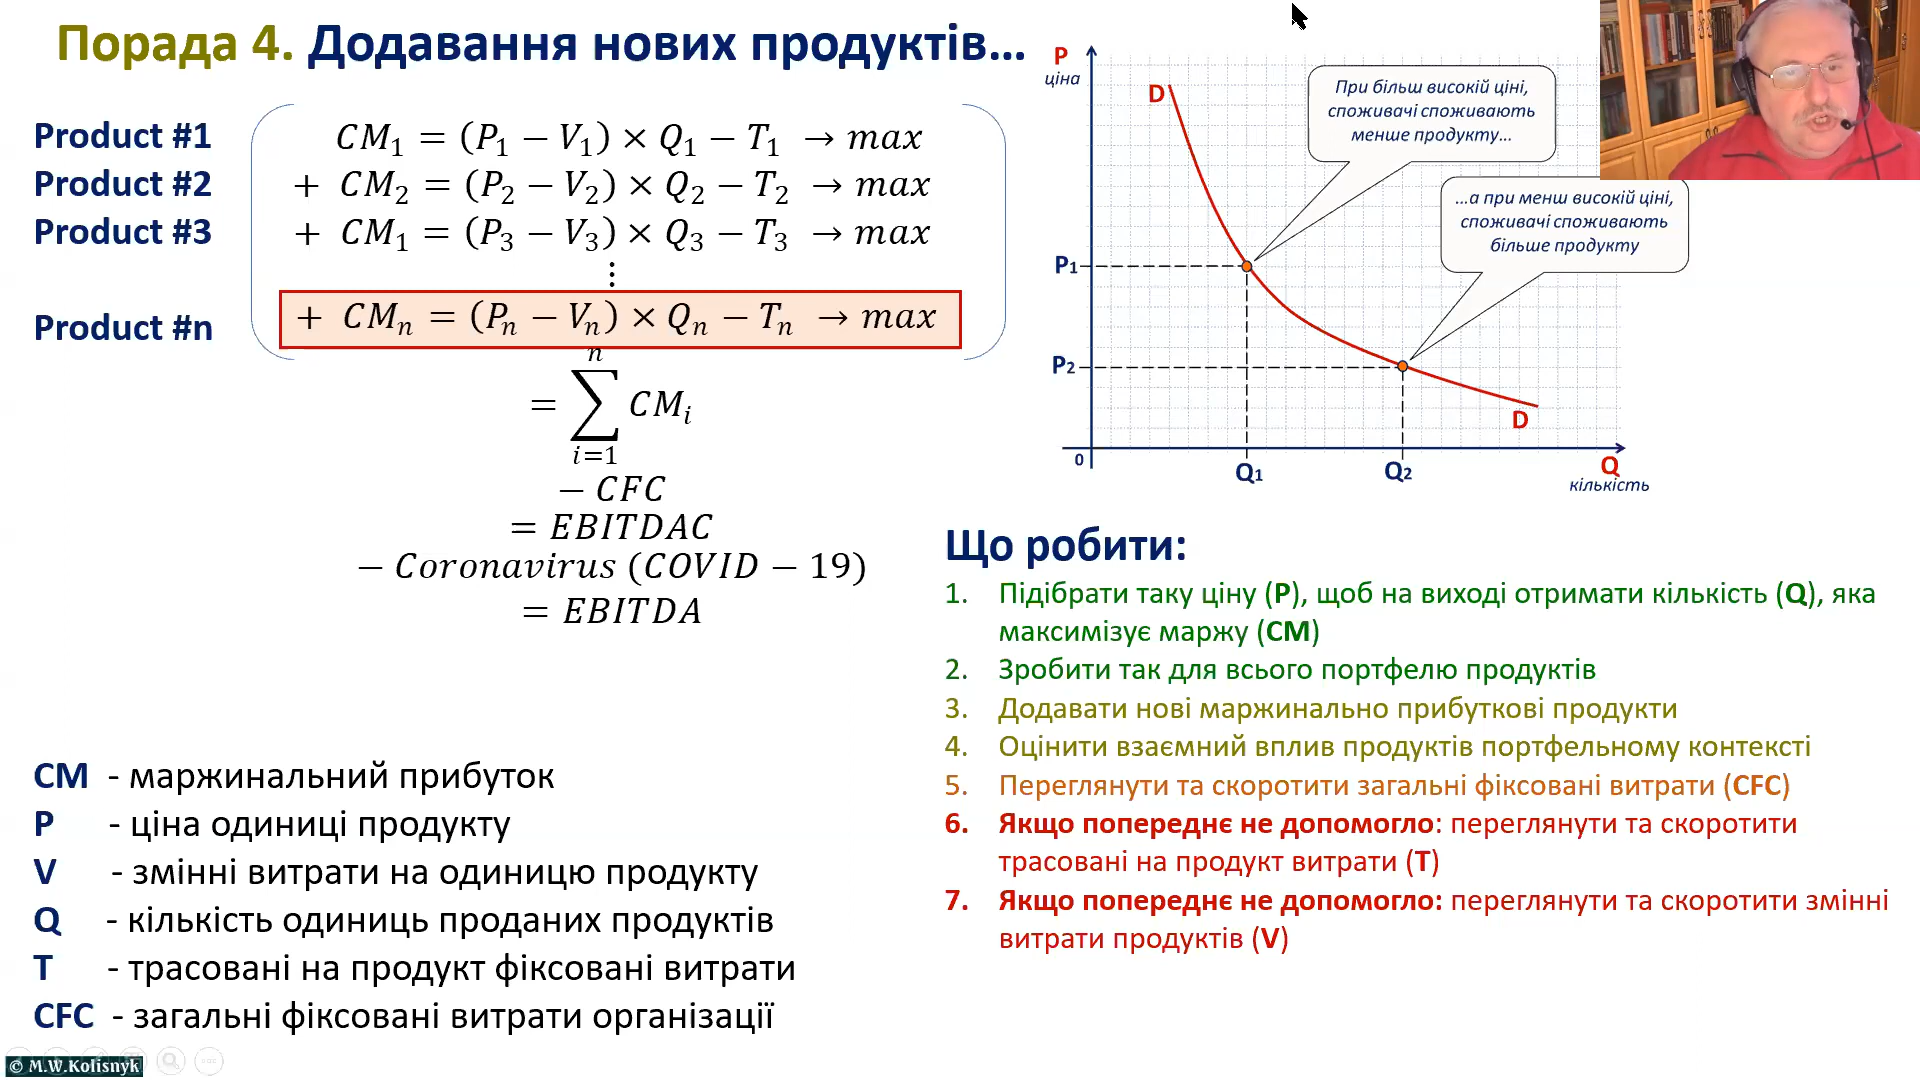 Порада 4. Додавання нових продуктів...
Product #1
CM₁ = (P₁ − V₁) × Q₁ − T₁ → max
Product #2
+ CM₂ = (P₂ − V₂) × Q₂ − T₂ → max
Product #3
+ CM₁ = (P₃ − V₃) × Q₃ − T₃ → max
⋮
Product #n
+ CMₙ = (Pₙ − Vₙ) × Qₙ − Tₙ → max
n
= ∑ CMᵢ
i=1
− CFC
= EBITDAC
− Coronavirus (COVID − 19)
= EBITDA
CM - маржинальний прибуток
P - ціна одиниці продукту
V - змінні витрати на одиницю продукту
Q - кількість одиниць проданих продуктів
T - трасовані на продукт фіксовані витрати
CFC - загальні фіксовані витрати організації
© M.W.Kolisnyk
P
ціна
D
При більш високій ціні,
споживачі споживають
менше продукту...
...а при менш високій ціні,
споживачі споживають
більше продукту
P₁
P₂
D
0
Q₁
Q₂
Q
кількість
Що робити:
1. Підібрати таку ціну (P), щоб на виході отримати кількість (Q), яка
максимізує маржу (CM)
2. Зробити так для всього портфелю продуктів
3. Додавати нові маржинально прибуткові продукти
4. Оцінити взаємний вплив продуктів портфельному контексті
5. Переглянути та скоротити загальні фіксовані витрати (CFC)
6. Якщо попереднє не допомогло: переглянути та скоротити
трасовані на продукт витрати (T)
7. Якщо попереднє не допомогло: переглянути та скоротити змінні
витрати продуктів (V)